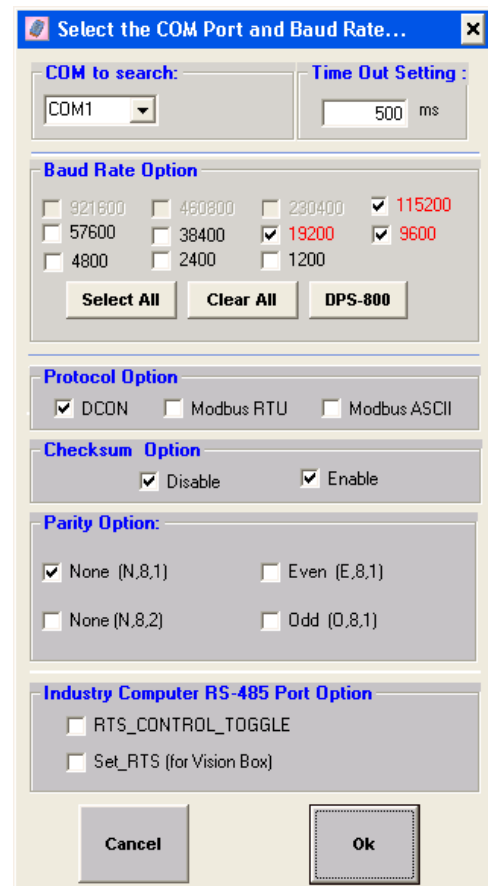 Select the COM Port and Baud Rate...
COM to search:
Time Out Setting :
COM1
500 ms
Baud Rate Option
921600 460800 230400 115200
57600 38400 19200 9600
4800 2400 1200
Select All Clear All DPS-800
Protocol Option
DCON Modbus RTU Modbus ASCII
Checksum Option
Disable Enable
Parity Option:
None (N,8,1) Even (E,8,1)
None (N,8,2) Odd (O,8,1)
Industry Computer RS-485 Port Option
RTS_CONTROL_TOGGLE
Set_RTS (for Vision Box)
Cancel Ok